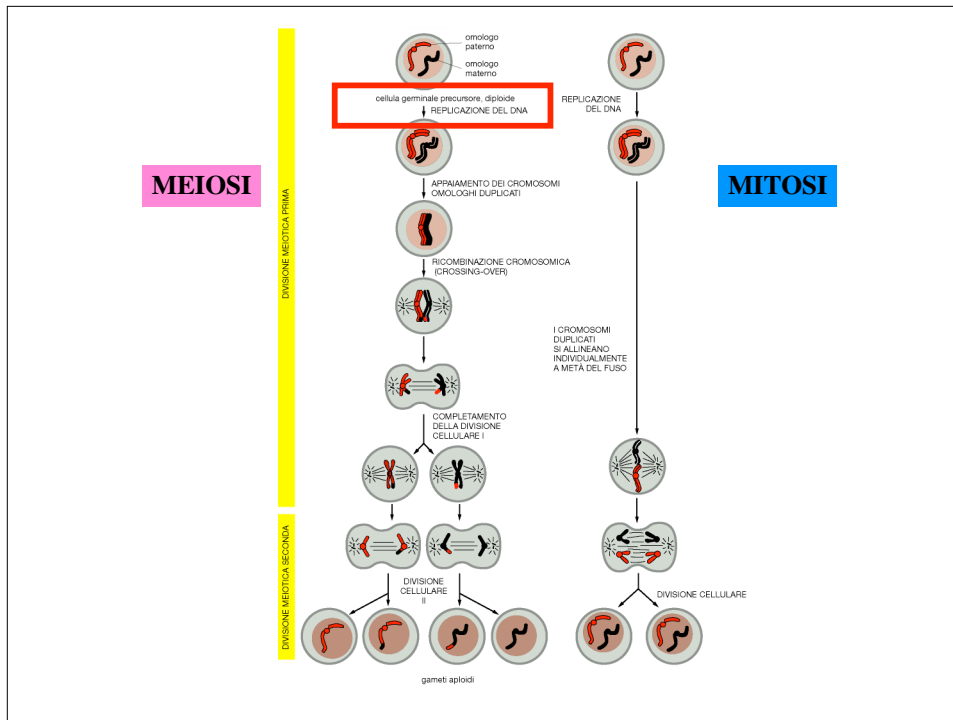 omologo
paterno
omologo
materno
cellula germinale precursore, diploide
REPLICAZIONE DEL DNA
REPLICAZIONE
DEL DNA
MEIOSI
MITOSI
APPAIAMENTO DEI CROMOSOMI
OMOLOGHI DUPLICATI
DIVISIONE MEIOTICA PRIMA
RICOMBINAZIONE CROMOSOMICA
(CROSSING-OVER)
I CROMOSOMI
DUPLICATI
SI ALLINEANO
INDIVIDUALMENTE
A METÀ DEL FUSO
COMPLETAMENTO
DELLA DIVISIONE
CELLULARE I
DIVISIONE MEIOTICA SECONDA
DIVISIONE
CELLULARE
II
DIVISIONE CELLULARE
gameti aploidi